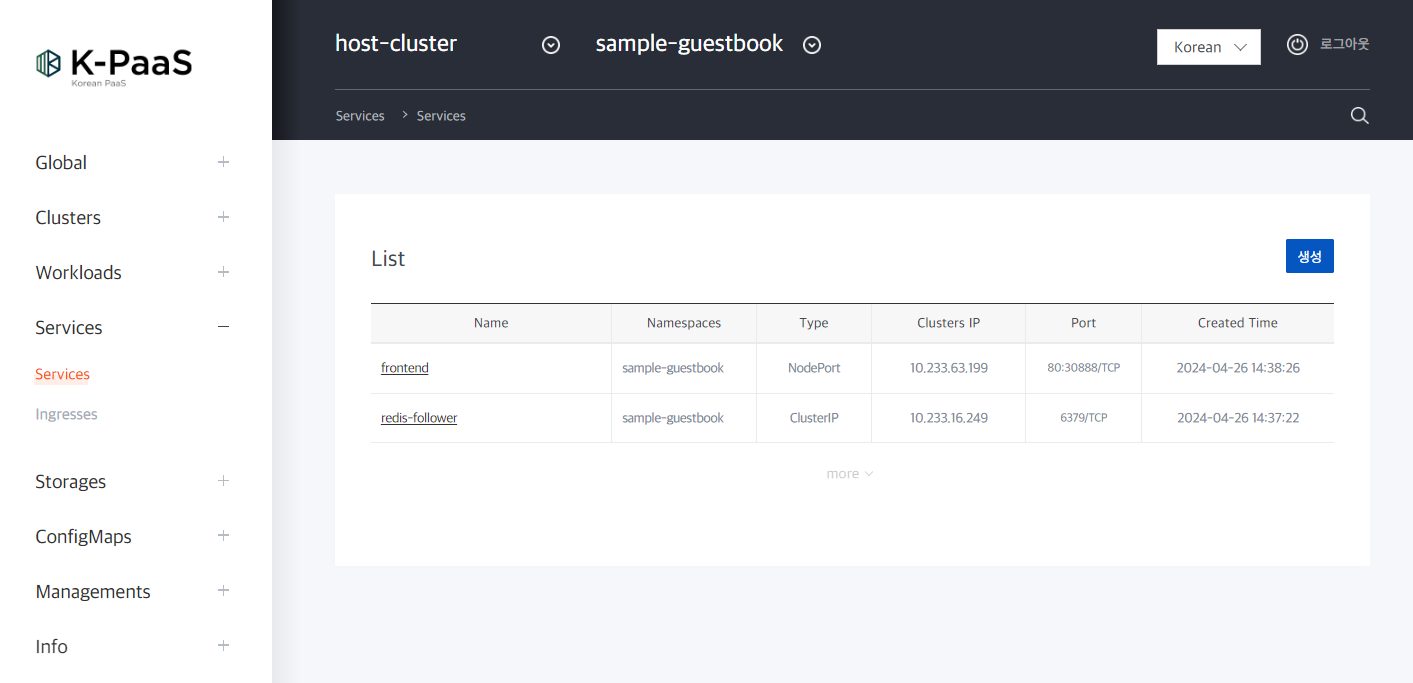 K-PaaS
Korean PaaS
Global
Clusters
Workloads
Services
Services
Ingresses
Storages
ConfigMaps
Managements
Info
host-cluster
sample-guestbook
Korean
로그아웃
Services > Services
List
생성
Name Namespaces Type Clusters IP Port Created Time
frontend sample-guestbook NodePort 10.233.63.199 80:30888/TCP 2024-04-26 14:38:26
redis-follower sample-guestbook ClusterIP 10.233.16.249 6379/TCP 2024-04-26 14:37:22
more